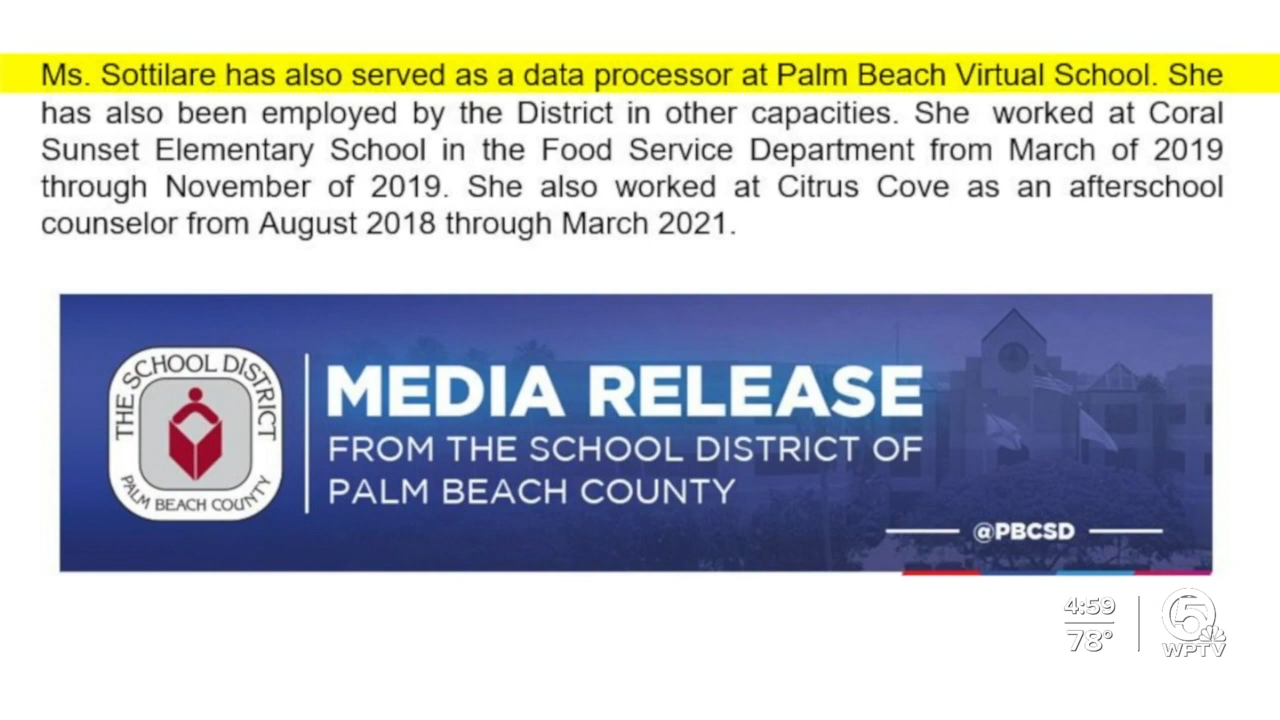 Ms. Sottilare has also served as a data processor at Palm Beach Virtual School. She
has also been employed by the District in other capacities. She worked at Coral
Sunset Elementary School in the Food Service Department from March of 2019
through November of 2019. She also worked at Citrus Cove as an afterschool
counselor from August 2018 through March 2021.
THE SCHOOL DISTRICT
PALM BEACH COUNTY
MEDIA RELEASE
FROM THE SCHOOL DISTRICT OF
PALM BEACH COUNTY
@PBCSD
4:59
78°
5
WPTV